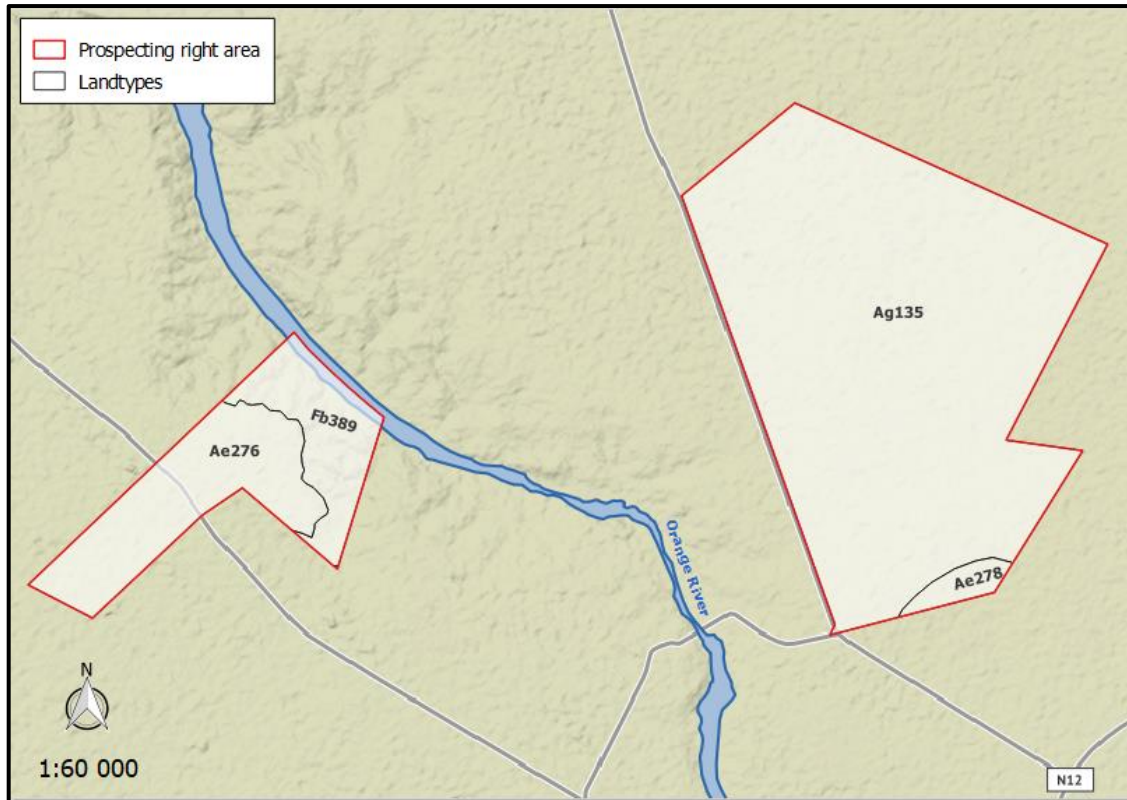 Prospecting right area
Landtypes
Ag135
Fb389
Ae276
Orange River
Ae278
N
1:60 000
N12